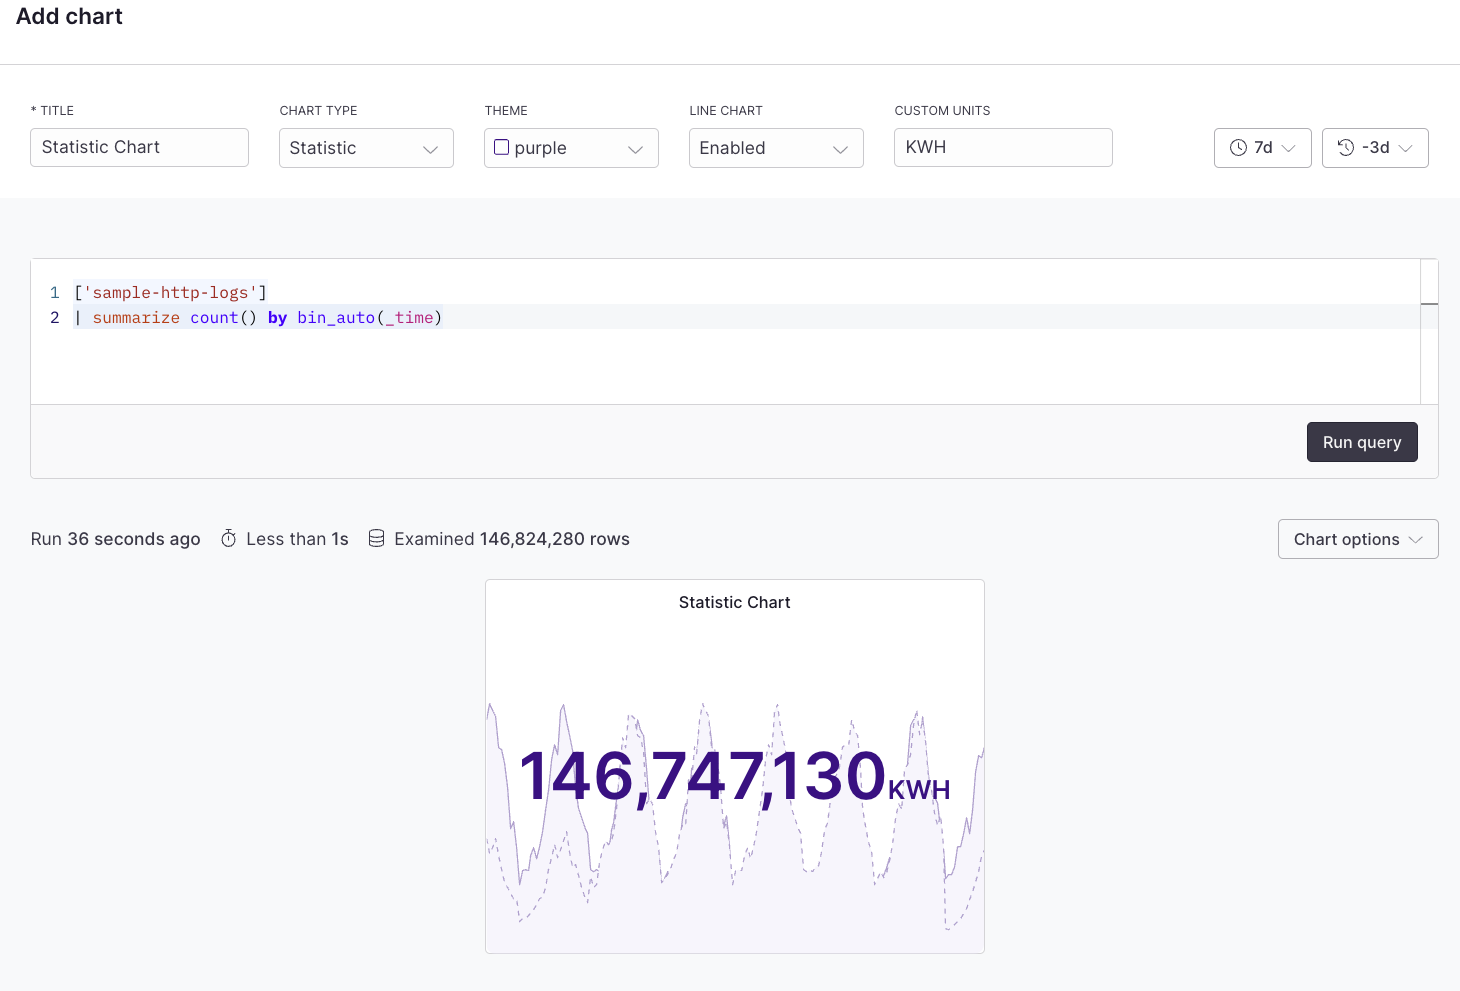 Add chart
* TITLE
CHART TYPE
THEME
LINE CHART
CUSTOM UNITS
Statistic Chart
Statistic
purple
Enabled
KWH
7d
-3d
1 ['sample-http-logs']
2 | summarize count() by bin_auto(_time)
Run query
Run 36 seconds ago Less than 1s Examined 146,824,280 rows
Chart options
Statistic Chart
146,747,130KWH